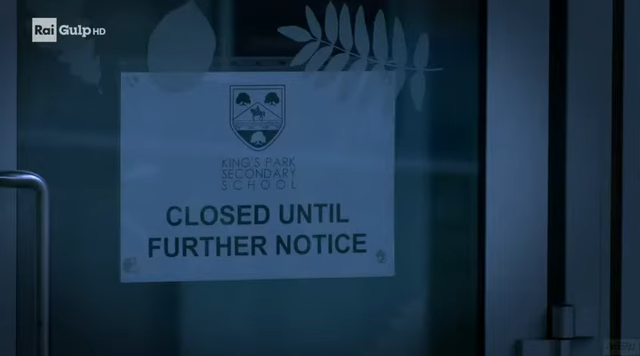 Rai Gulp HD
KING'S PARK
SECONDARY
SCHOOL
CLOSED UNTIL
FURTHER NOTICE